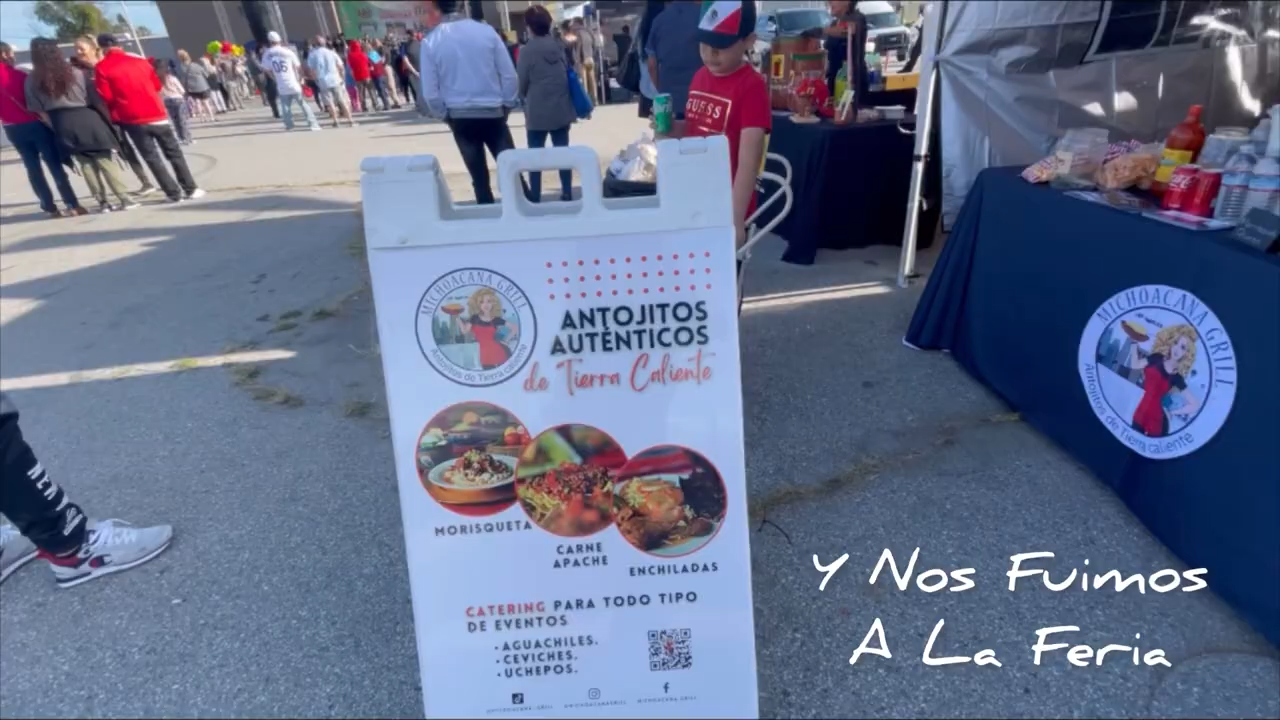 06
GUESS
MICHOACANA GRILL
Antojitos de Tierra caliente
ANTOJITOS
AUTÉNTICOS
de Tierra Caliente
MORISQUETA
CARNE
APACHE
ENCHILADAS
CATERING PARA TODO TIPO
DE EVENTOS
• AGUACHILES.
• CEVICHES.
• UCHEPOS.
MICHOACANA GRILL
Antojitos de Tierra caliente
Y Nos Fuimos
A La Feria